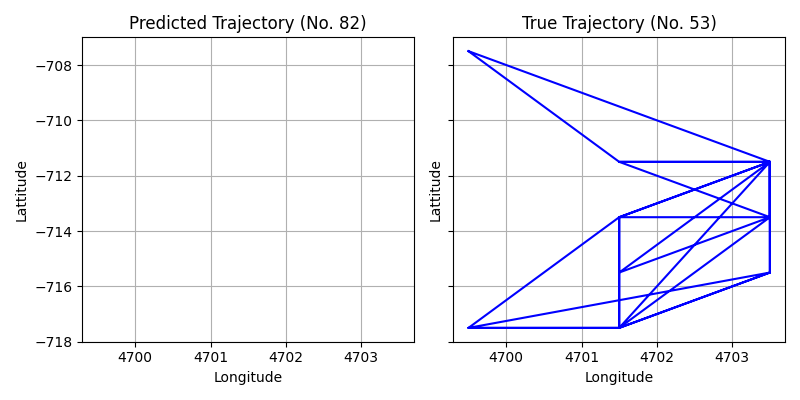 Predicted Trajectory (No. 82)
True Trajectory (No. 53)
−708
−710
−712
−714
−716
−718
Lattitude
Lattitude
4700 4701 4702 4703
4700 4701 4702 4703
Longitude
Longitude